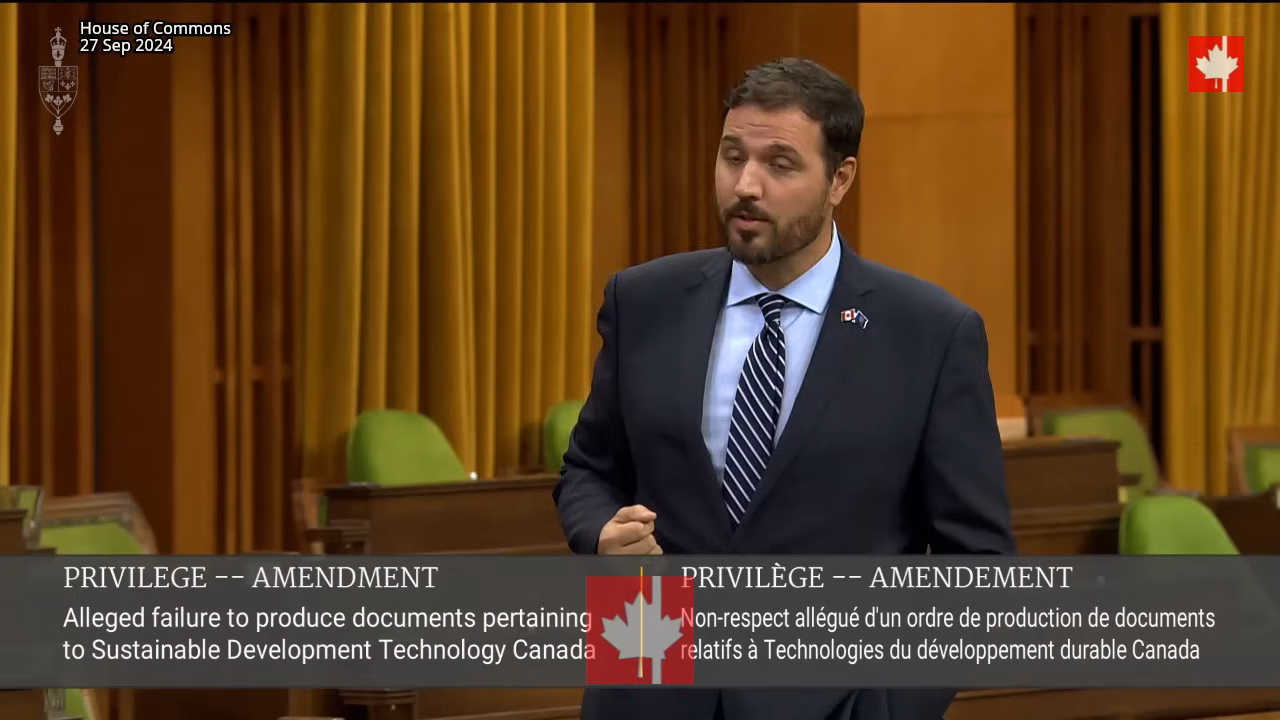 House of Commons
27 Sep 2024
PRIVILEGE -- AMENDMENT
Alleged failure to produce documents pertaining
to Sustainable Development Technology Canada
PRIVILÈGE -- AMENDEMENT
Non-respect allégué d'un ordre de production de documents
relatifs à Technologies du développement durable Canada